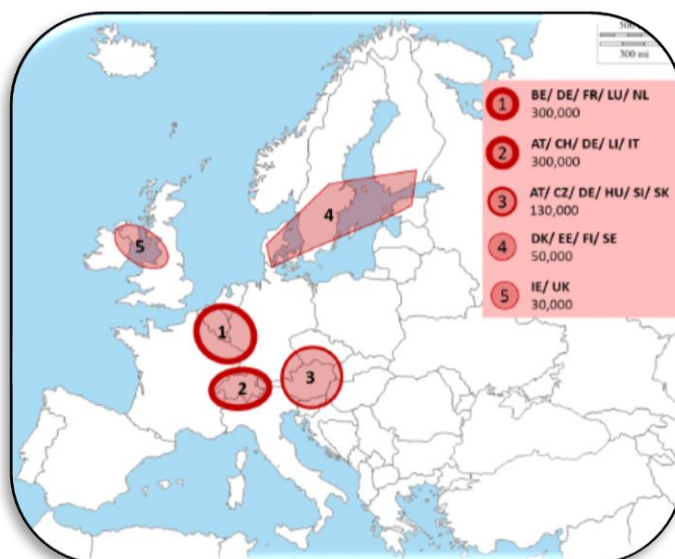 300 mi
1
BE/ DE/ FR/ LU/ NL
300,000
2
AT/ CH/ DE/ LI/ IT
300,000
3
AT/ CZ/ DE/ HU/ SI/ SK
130,000
4
DK/ EE/ FI/ SE
50,000
5
IE/ UK
30,000
4
5
1
2
3